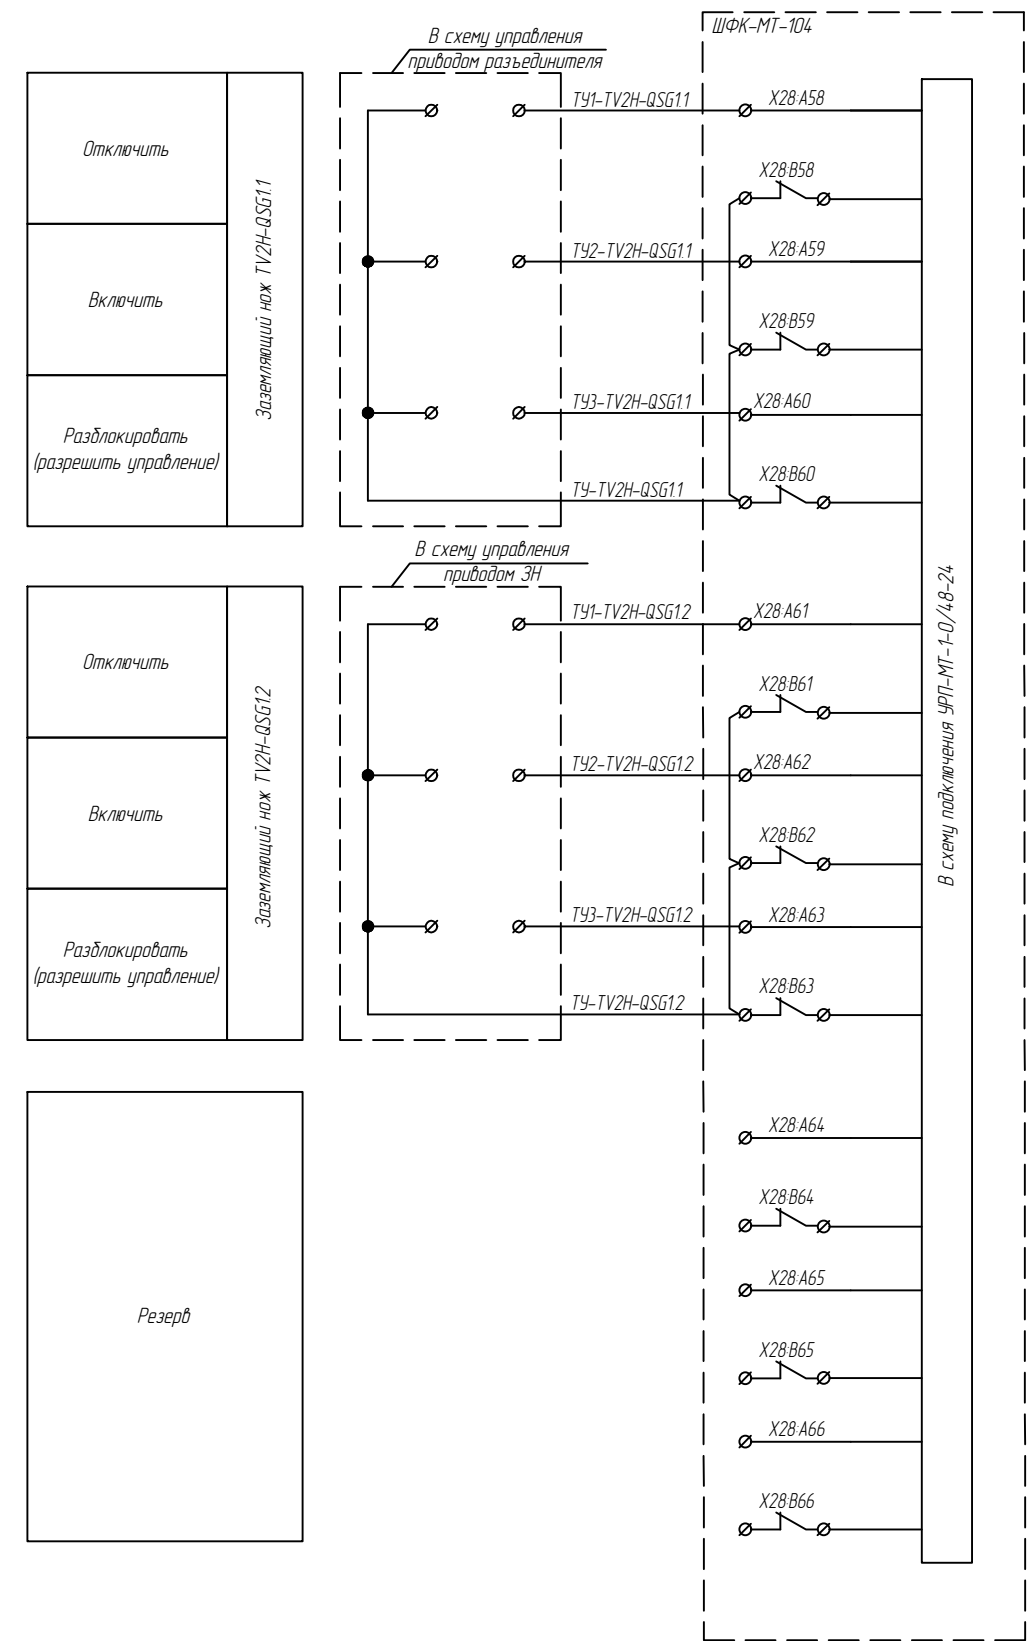 ШФК-МТ-104
В схему управления
приводом разъединителя
Отключить
Включить
Разблокировать
(разрешить управление)
Заземляющий нож TV2H-QSG1.1
ТУ1-TV2H-QSG1.1
ТУ2-TV2H-QSG1.1
ТУ3-TV2H-QSG1.1
ТУ-TV2H-QSG1.1
X28:A58
X28:B58
X28:A59
X28:B59
X28:A60
X28:B60
В схему управления
приводом ЗН
Отключить
Включить
Разблокировать
(разрешить управление)
Заземляющий нож TV2H-QSG1.2
ТУ1-TV2H-QSG1.2
ТУ2-TV2H-QSG1.2
ТУ3-TV2H-QSG1.2
ТУ-TV2H-QSG1.2
X28:A61
X28:B61
X28:A62
X28:B62
X28:A63
X28:B63
В схему подключения УРП-МТ-1-0/48-24
Резерв
X28:A64
X28:B64
X28:A65
X28:B65
X28:A66
X28:B66